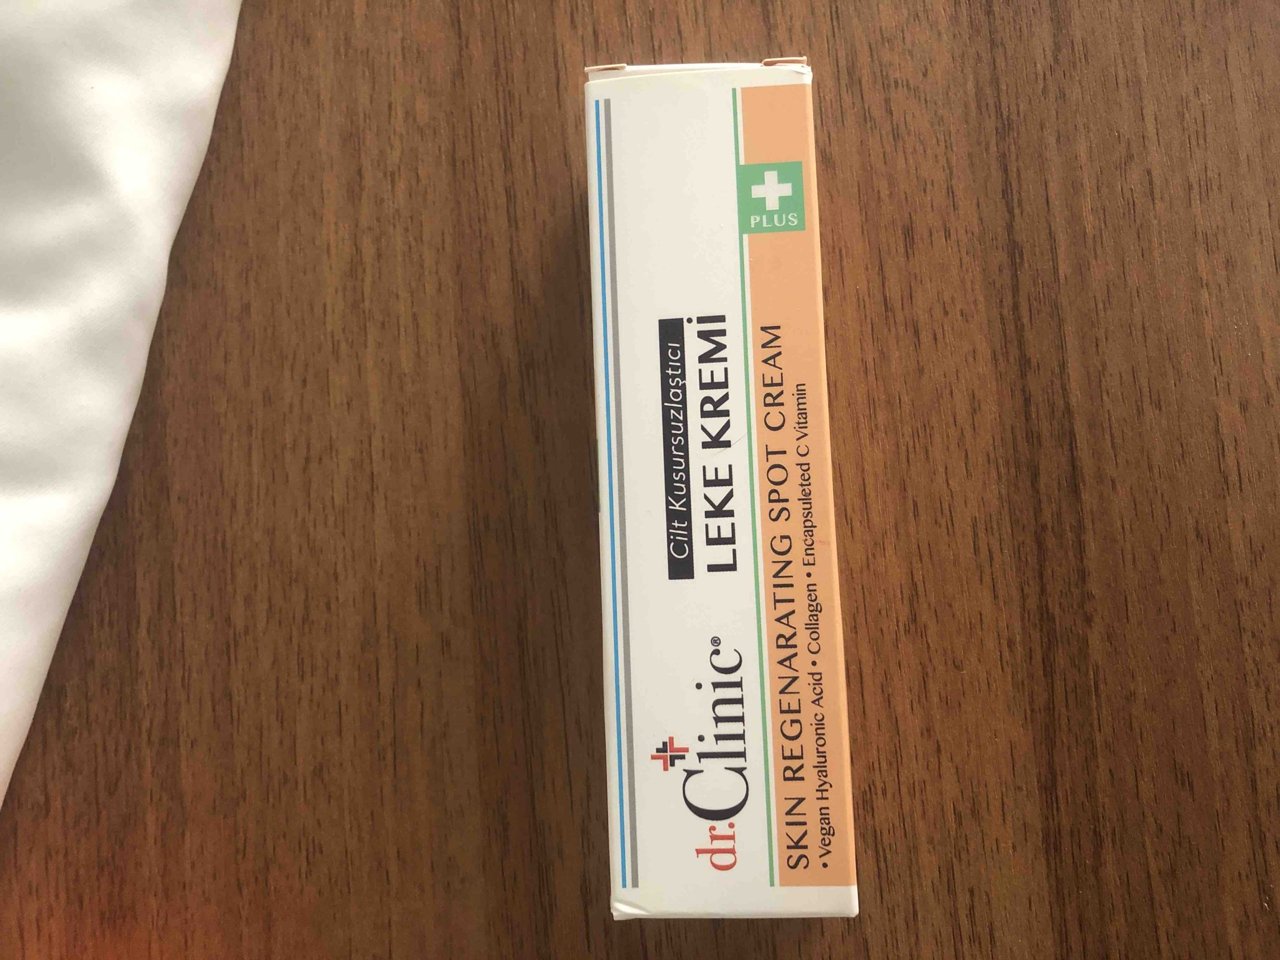 dr.Clinic®
Cilt Kusursuzlaştıcı
LEKE KREMİ
PLUS
SKIN REGENARATING SPOT CREAM
• Vegan Hyaluronic Acid • Collagen • Encapsuleted C Vitamin